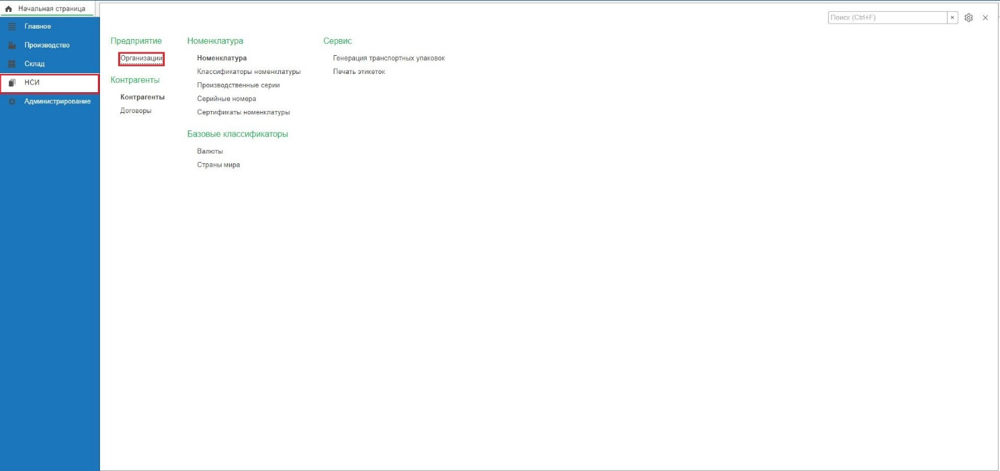 Начальная страница
Главное
Производство
Склад
НСИ
Администрирование
Поиск (Ctrl+F)
Предприятие
Организации
Контрагенты
Контрагенты
Договоры
Номенклатура
Номенклатура
Классификаторы номенклатуры
Производственные серии
Серийные номера
Сертификаты номенклатуры
Базовые классификаторы
Валюты
Страны мира
Сервис
Генерация транспортных упаковок
Печать этикеток